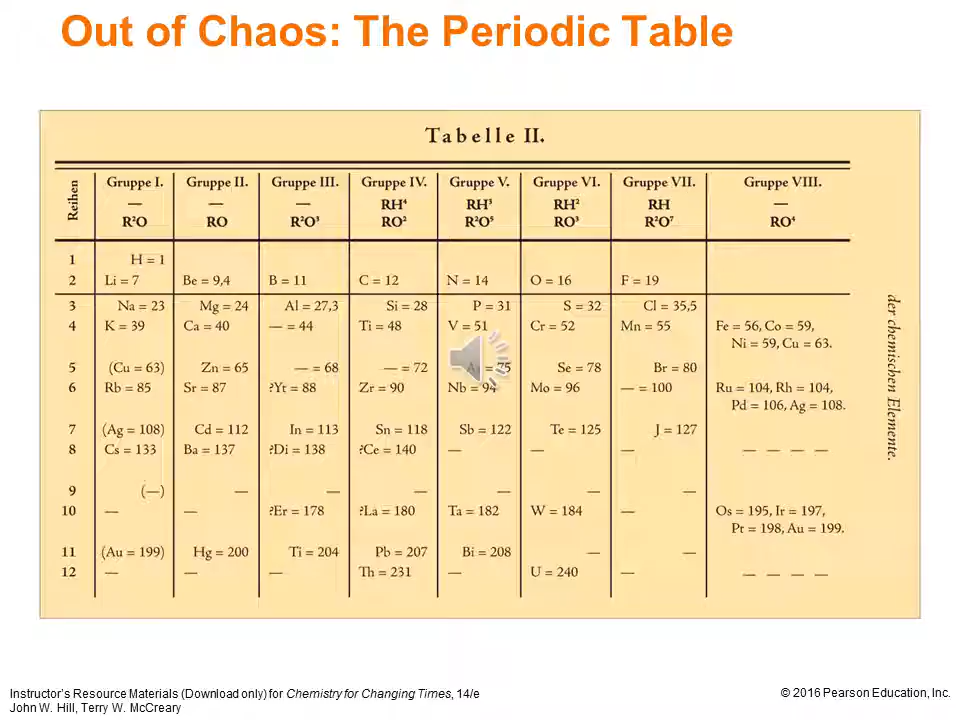 Out of Chaos: The Periodic Table
Tabelle II.
Reihen Gruppe I. Gruppe II. Gruppe III. Gruppe IV. Gruppe V. Gruppe VI. Gruppe VII. Gruppe VIII.
— — — RH⁴ RH³ RH² RH —
R²O RO R²O³ RO² R²O⁵ RO³ R²O⁷ RO⁴
1 H = 1
2 Li = 7 Be = 9,4 B = 11 C = 12 N = 14 O = 16 F = 19
3 Na = 23 Mg = 24 Al = 27,3 Si = 28 P = 31 S = 32 Cl = 35,5
4 K = 39 Ca = 40 — = 44 Ti = 48 V = 51 Cr = 52 Mn = 55 Fe = 56, Co = 59,
Ni = 59, Cu = 63.
5 (Cu = 63) Zn = 65 — = 68 — = 72 = 75 Se = 78 Br = 80
6 Rb = 85 Sr = 87 ?Yt = 88 Zr = 90 Nb = 94 Mo = 96 — = 100 Ru = 104, Rh = 104,
Pd = 106, Ag = 108.
7 (Ag = 108) Cd = 112 In = 113 Sn = 118 Sb = 122 Te = 125 J = 127
8 Cs = 133 Ba = 137 ?Di = 138 ?Ce = 140 — — — — — — —
9 (—) — — — — — —
10 — — ?Er = 178 ?La = 180 Ta = 182 W = 184 — Os = 195, Ir = 197,
Pt = 198, Au = 199.
11 (Au = 199) Hg = 200 Ti = 204 Pb = 207 Bi = 208 — —
12 — — — Th = 231 — U = 240 — — — — —
der chemischen Elemente.
Instructor's Resource Materials (Download only) for Chemistry for Changing Times, 14/e
John W. Hill, Terry W. McCreary
© 2016 Pearson Education, Inc.